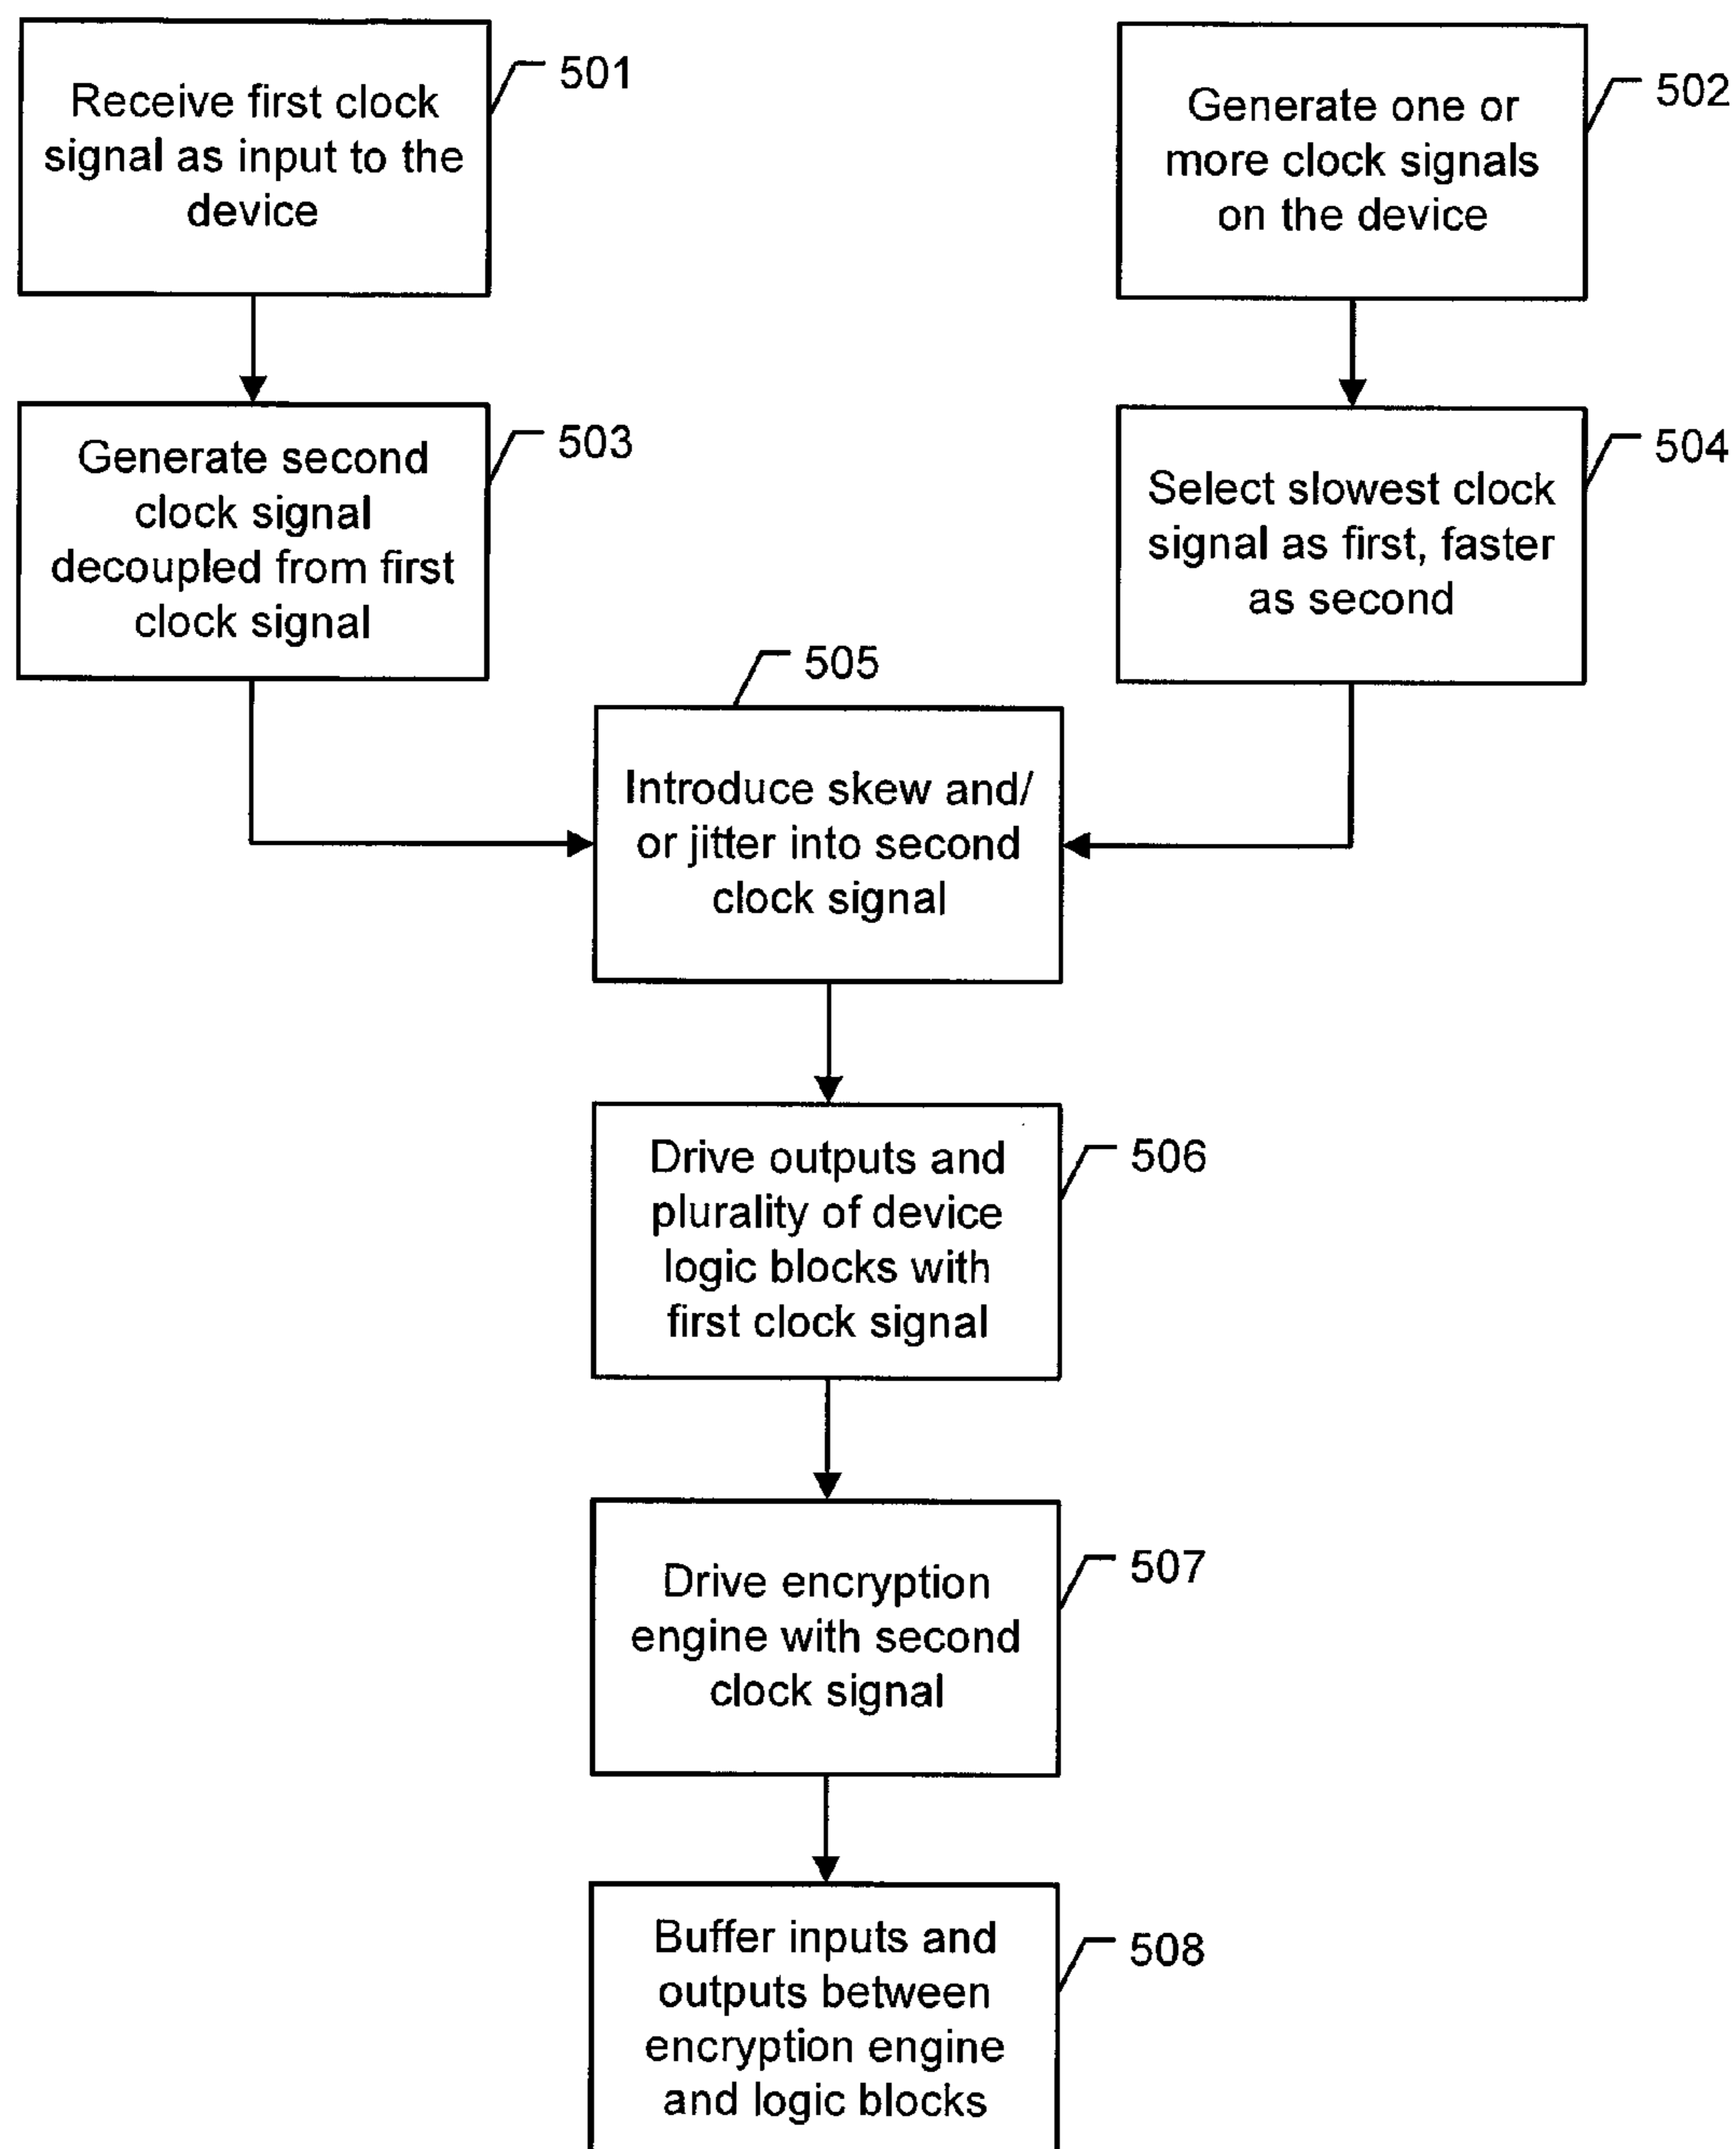 Receive first clock
signal as input to the
device
501
Generate one or
more clock signals
on the device
502
Generate second
clock signal
decoupled from first
clock signal
503
Select slowest clock
signal as first, faster
as second
504
505
Introduce skew and/
or jitter into second
clock signal
Drive outputs and
plurality of device
logic blocks with
first clock signal
506
Drive encryption
engine with second
clock signal
507
Buffer inputs and
outputs between
encryption engine
and logic blocks
508